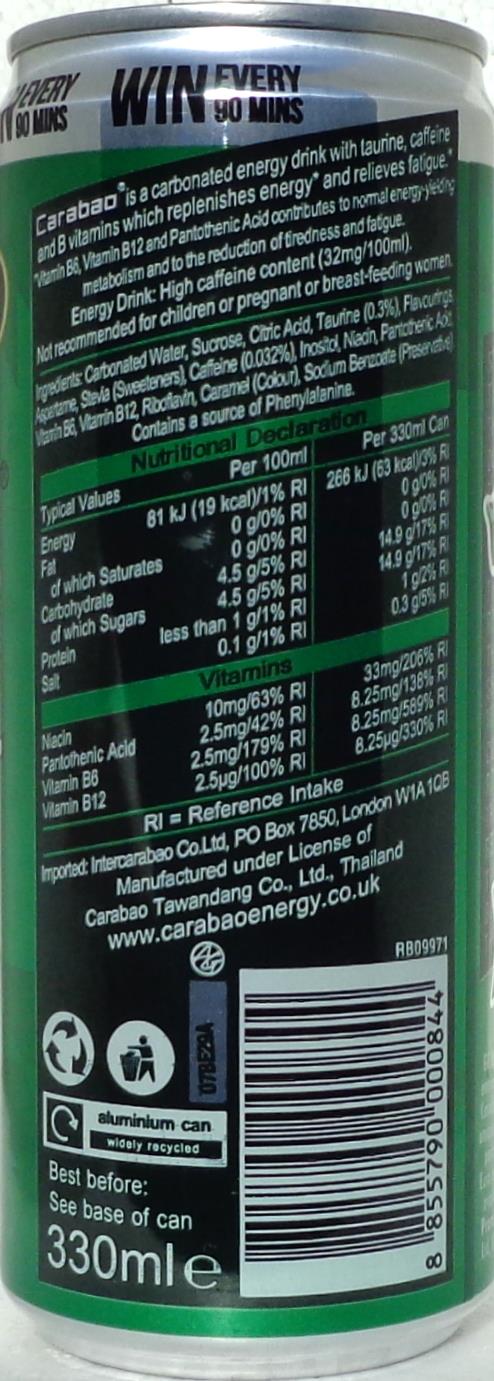 WIN EVERY 90 MINS
EVERY 90 MINS
Carabao® is a carbonated energy drink with taurine, caffeine
and B vitamins which replenishes energy* and relieves fatigue.*
*Vitamin B6, Vitamin B12 and Pantothenic Acid contributes to normal energy-yielding
metabolism and to the reduction of tiredness and fatigue.
Energy Drink: High caffeine content (32mg/100ml).
Not recommended for children or pregnant or breast-feeding women.
Ingredients: Carbonated Water, Sucrose, Citric Acid, Taurine (0.3%), Flavourings,
Aspartame, Stevia (Sweeteners), Caffeine (0.032%), Inositol, Niacin, Pantothenic Acid,
Vitamin B6, Vitamin B12, Riboflavin, Caramel (Colour), Sodium Benzoate (Preservative)
Contains a source of Phenylalanine.
Nutritional Declaration
Typical Values Per 100ml Per 330ml Can
Energy 81 kJ (19 kcal)/1% RI 266 kJ (63 kcal)/3% RI
Fat 0 g/0% RI 0 g/0% RI
of which Saturates 0 g/0% RI 0 g/0% RI
Carbohydrate 4.5 g/5% RI 14.9 g/17% RI
of which Sugars 4.5 g/5% RI 14.9 g/17% RI
Protein less than 1 g/1% RI 1 g/2% RI
Salt 0.1 g/1% RI 0.3 g/5% RI
Vitamins
Niacin 10mg/63% RI 33mg/206% RI
Pantothenic Acid 2.5mg/42% RI 8.25mg/138% RI
Vitamin B6 2.5mg/179% RI 8.25mg/589% RI
Vitamin B12 2.5µg/100% RI 8.25µg/330% RI
RI = Reference Intake
Imported: Intercarabao Co.Ltd, PO Box 7850, London W1A 1QB
Manufactured under License of
Carabao Tawandang Co., Ltd., Thailand
www.carabaoenergy.co.uk
RB09971
078E29A
aluminium can
widely recycled
Best before:
See base of can
330ml e
8 855790 000844